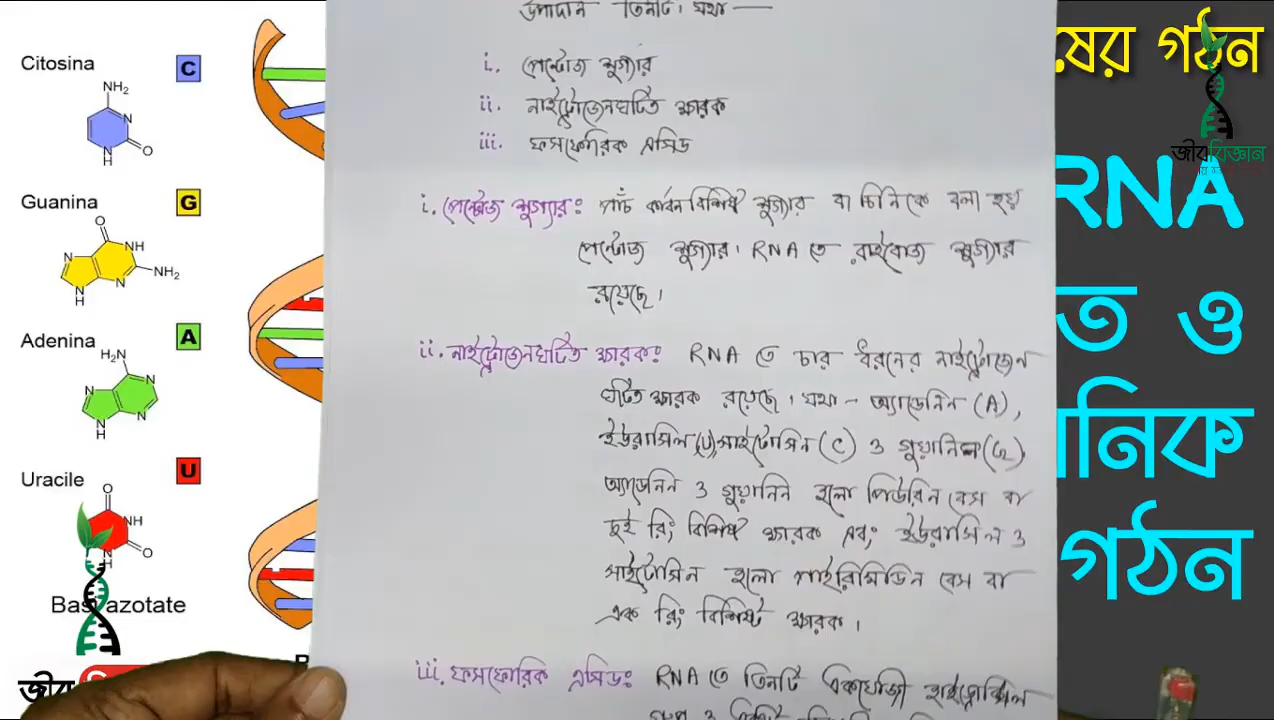 Citosina
C
NH₂
N
N
H
O
Guanina
G
O
N
NH
N
H
N
NH₂
Adenina
A
H₂N
N
N
N
H
N
Uracile
U
O
NH
O
H
Basi azotate
জীব
উপাদান তিনটি। যথা —
i. পেন্টোজ সুগ্যার
ii. নাইট্রোজেনঘটিত ক্ষারক
iii. ফসফোরিক এসিড
i. পেন্টোজ সুগ্যার: পাঁচ কার্বন বিশিষ্ট সুগ্যার বা চিনিকে বলা হয়
পেন্টোজ সুগ্যার। RNA তে রাইবোজ সুগ্যার
রয়েছে।
ii. নাইট্রোজেনঘটিত ক্ষারক: RNA তে চার ধরনের নাইট্রোজেন
ঘটিত ক্ষারক রয়েছে। যথা - অ্যাডেনিন (A),
ইউরাসিল (U), সাইটোসিন (C) ও গুয়ানিন (G)
অ্যাডেনিন ও গুয়ানিন হলো পিউরিন বেস বা
দুই রিং বিশিষ্ট ক্ষারক এবং ইউরাসিল ও
সাইটোসিন হলো পাইরিমিডিন বেস বা
এক রিং বিশিষ্ট ক্ষারক।
iii. ফসফোরিক এসিড: RNA তে তিনটি একযোজী হাইড্রোক্সিল
ষের গঠন
জীববিজ্ঞান
RNA
ত ও
নিক
গঠন